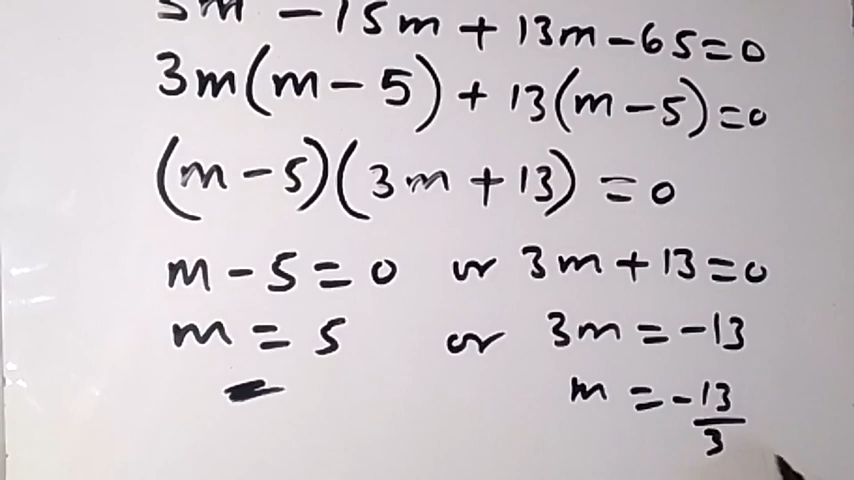 3m - 15m + 13m - 65 = 0
3m(m - 5) + 13(m - 5) = 0
(m - 5)(3m + 13) = 0
m - 5 = 0 or 3m + 13 = 0
m = 5 or 3m = -13
m = -13/3